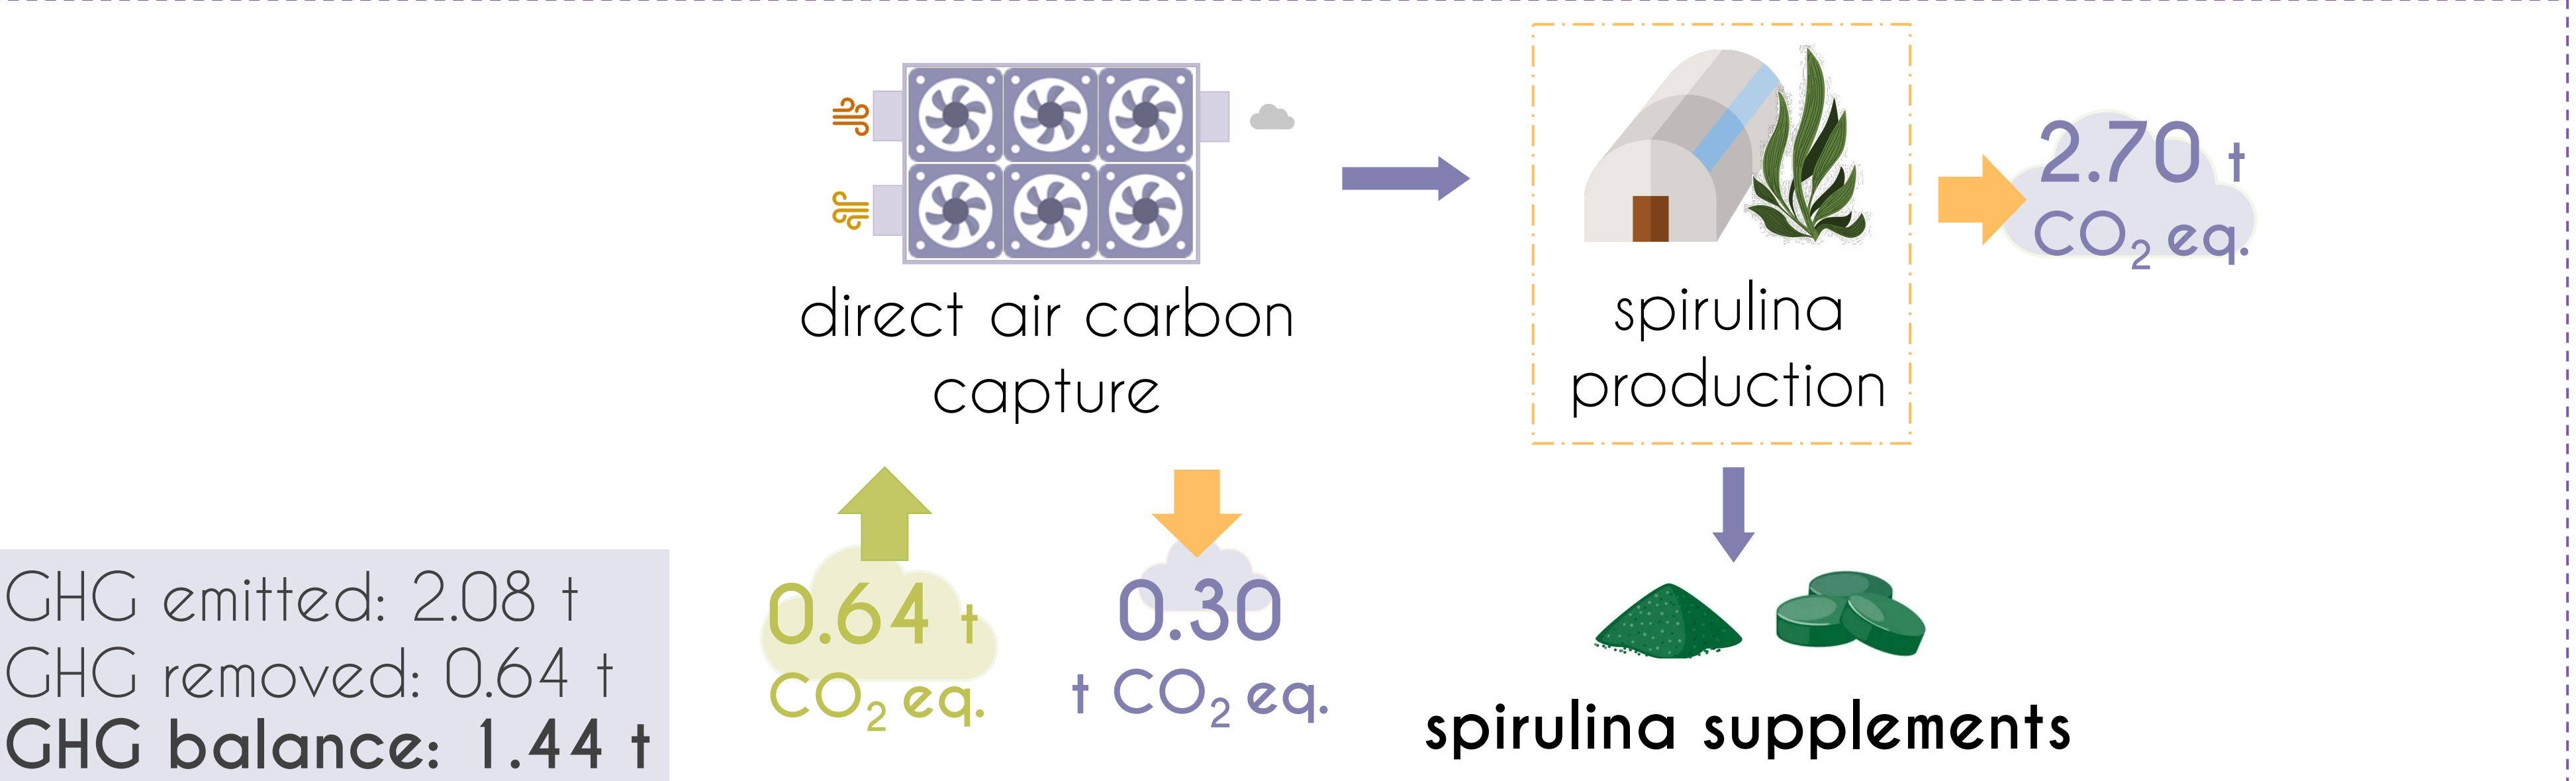 direct air carbon
capture
spirulina
production
2.70 t
CO₂ eq.
0.64 t
CO₂ eq.
0.30
t CO₂ eq.
spirulina supplements
GHG emitted: 2.08 t
GHG removed: 0.64 t
GHG balance: 1.44 t